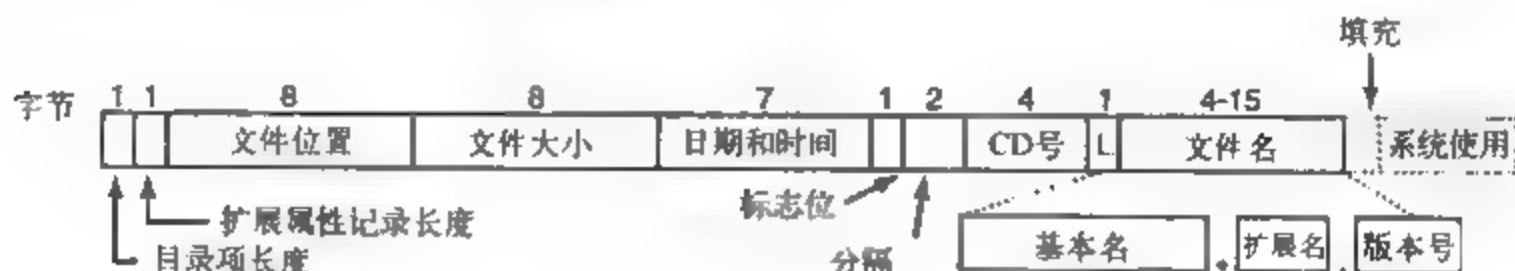 填充
字节 1 1 8 8 7 1 2 4 1 4-15
文件位置 文件大小 日期和时间 CD号 L 文件名 系统使用
标志位
扩展属性记录长度
目录项长度
分隔
基本名 . 扩展名 . 版本号